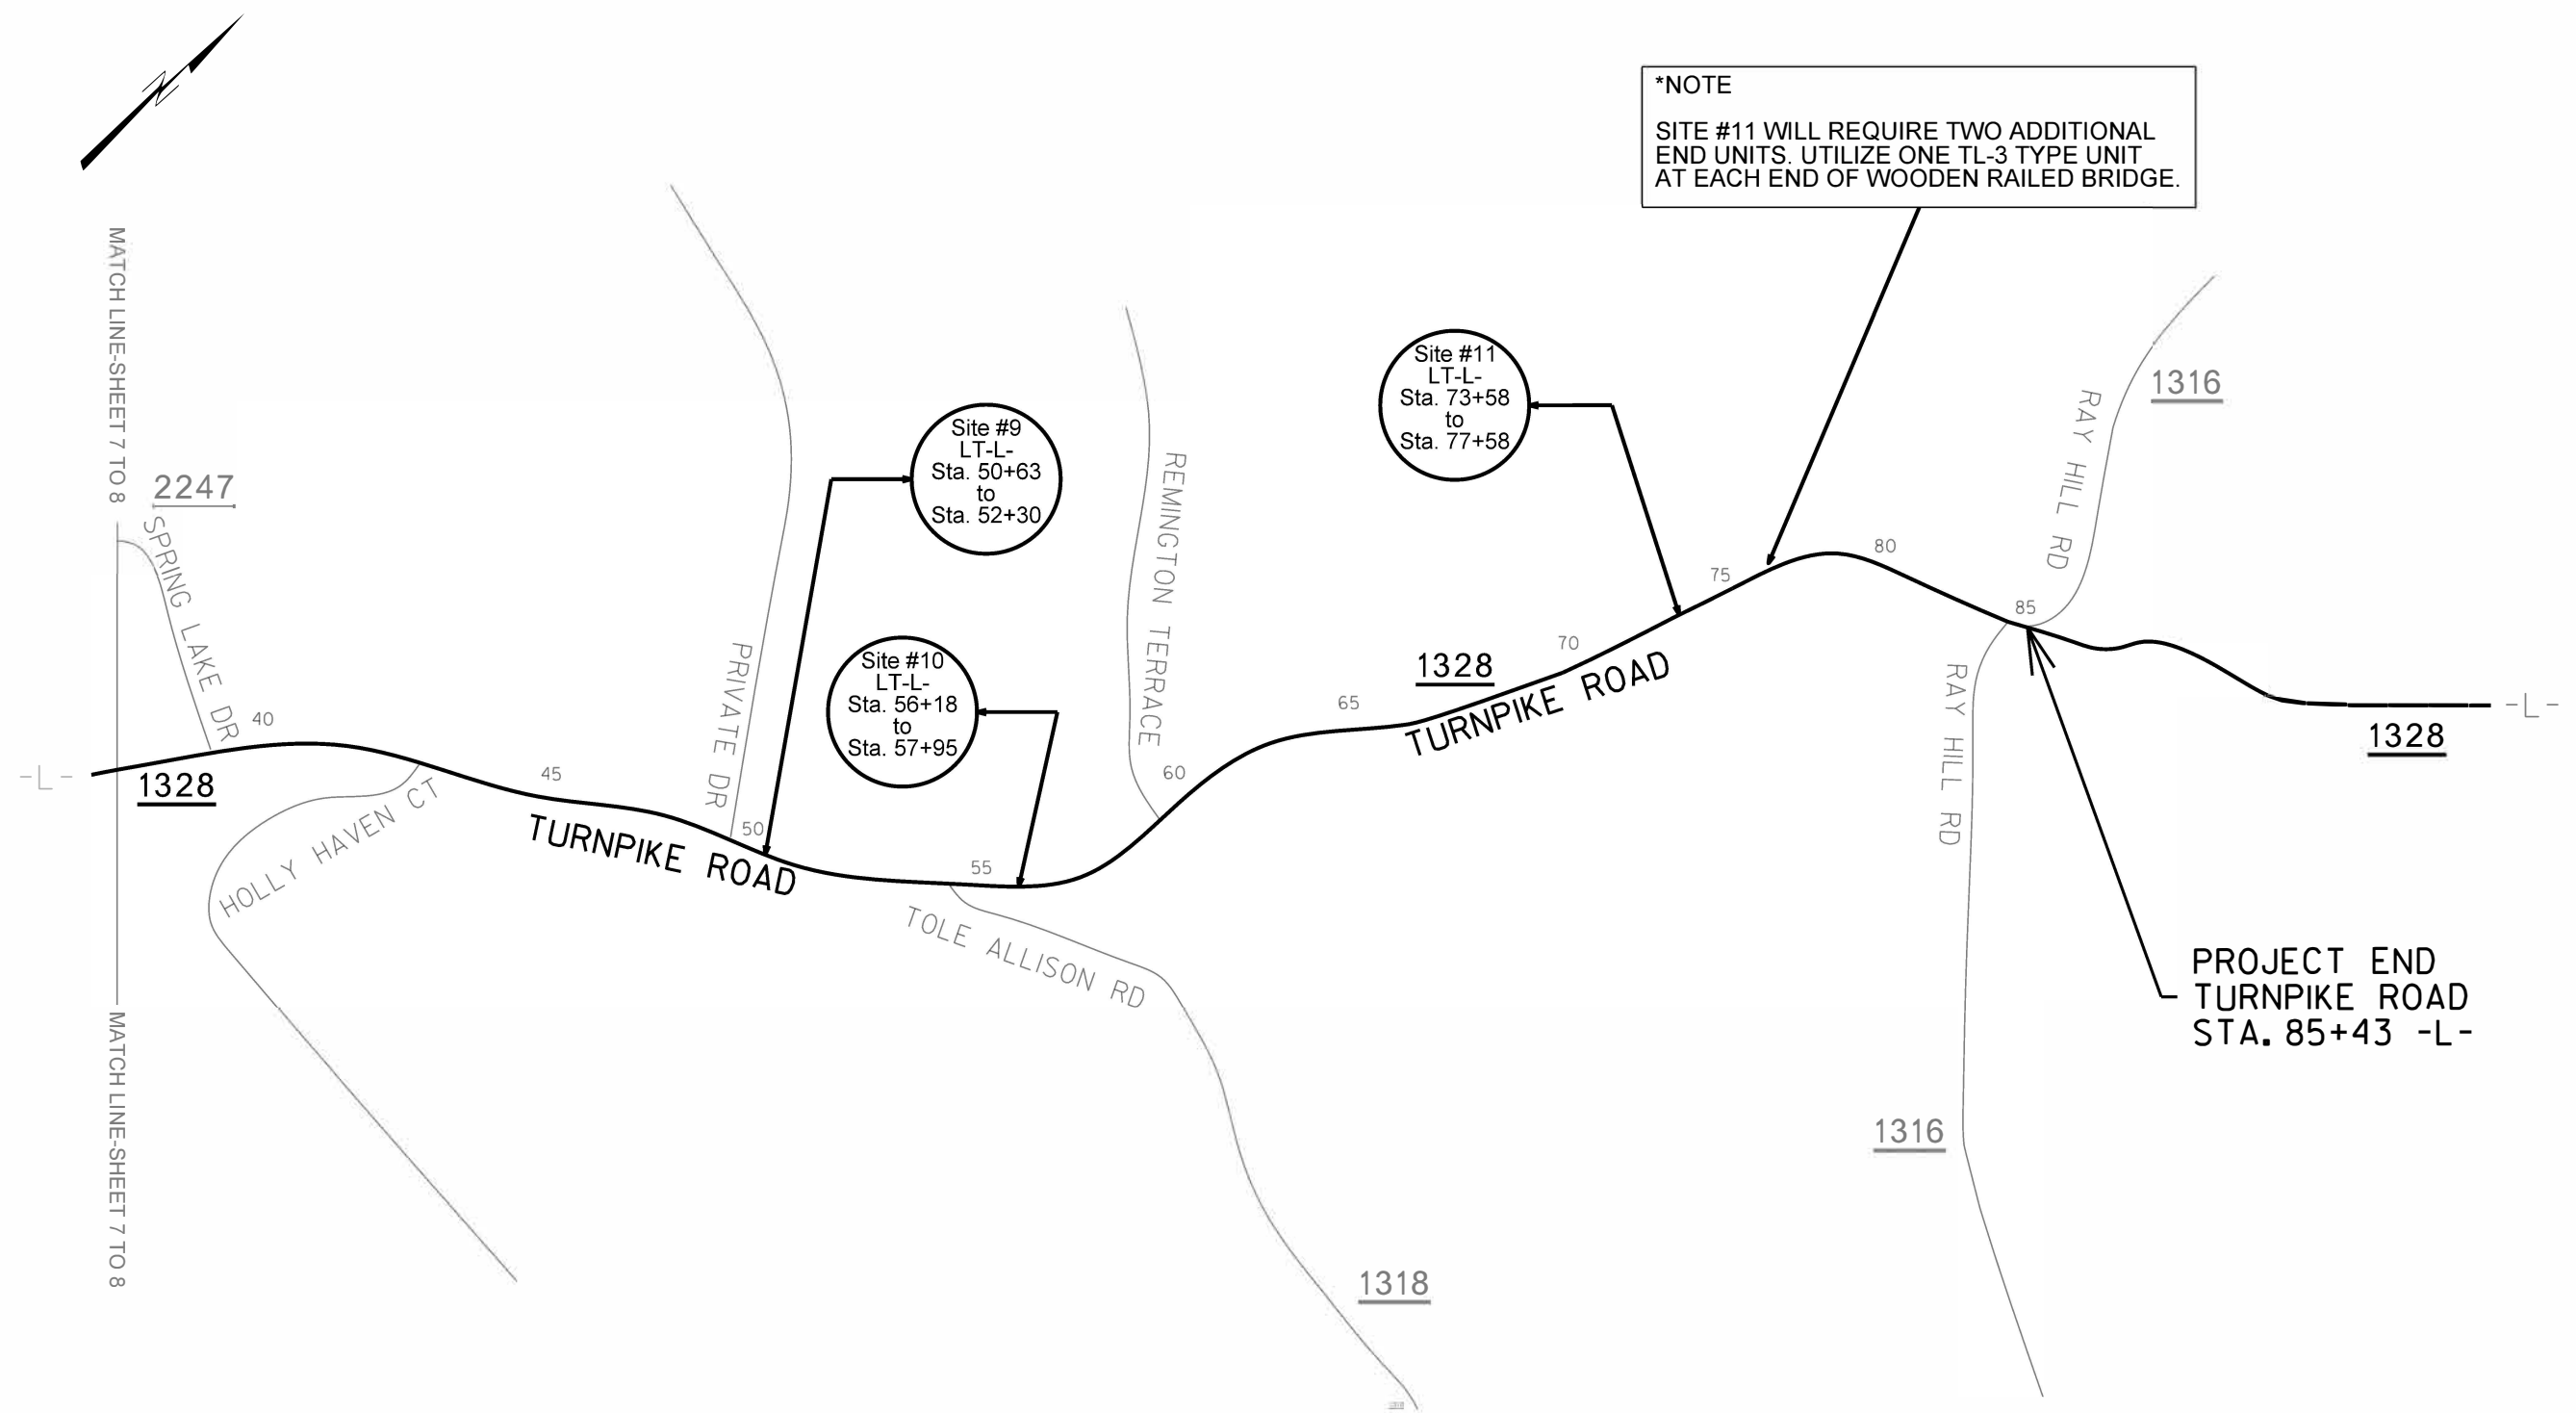 N
*NOTE
SITE #11 WILL REQUIRE TWO ADDITIONAL
END UNITS. UTILIZE ONE TL-3 TYPE UNIT
AT EACH END OF WOODEN RAILED BRIDGE.
MATCH LINE-SHEET 7 TO 8
2247
SPRING LAKE DR
40
-L-
1328
HOLLY HAVEN CT
MATCH LINE-SHEET 7 TO 8
45
TURNPIKE ROAD
PRIVATE DR
50
Site #9
LT-L-
Sta. 50+63
to
Sta. 52+30
Site #10
LT-L-
Sta. 56+18
to
Sta. 57+95
55
TOLE ALLISON RD
1318
REMINGTON TERRACE
60
65
1328
TURNPIKE ROAD
70
Site #11
LT-L-
Sta. 73+58
to
Sta. 77+58
75
80
85
RAY HILL RD
1316
RAY HILL RD
1316
1328
-L-
PROJECT END
TURNPIKE ROAD
STA. 85+43 -L-